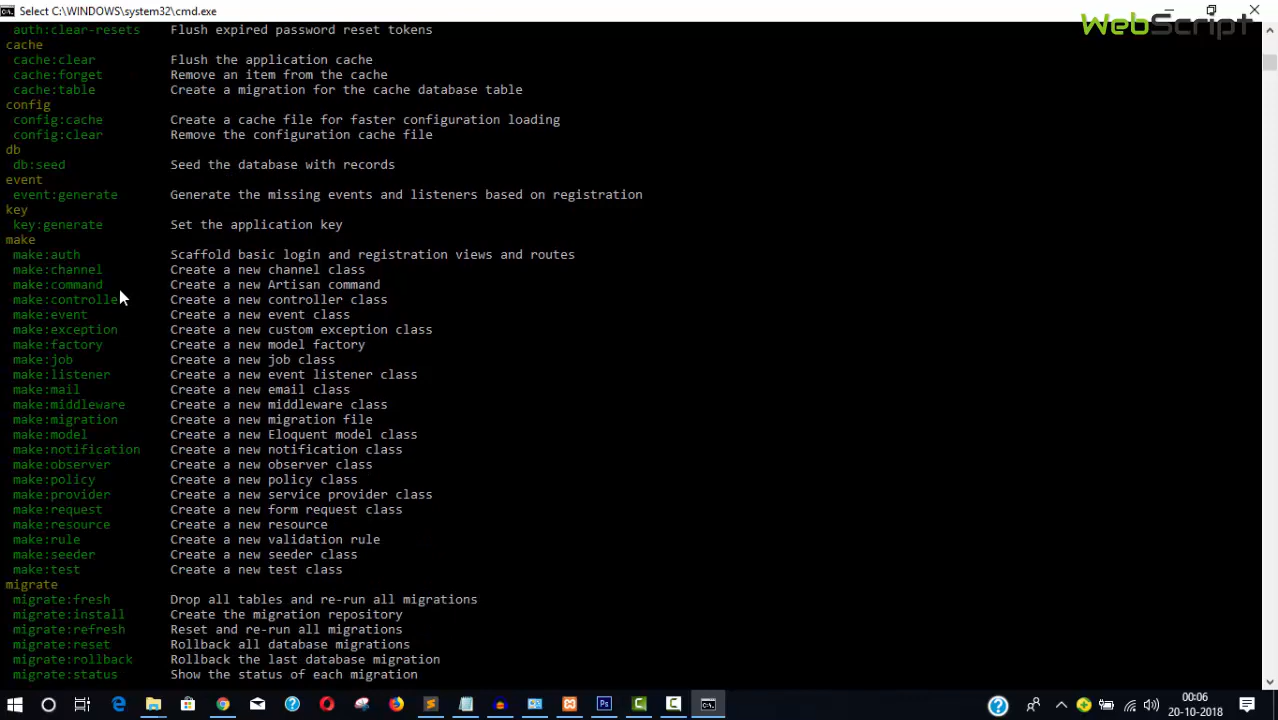 Select C:\WINDOWS\system32\cmd.exe
WebScript
auth:clear-resets Flush expired password reset tokens
cache
cache:clear Flush the application cache
cache:forget Remove an item from the cache
cache:table Create a migration for the cache database table
config
config:cache Create a cache file for faster configuration loading
config:clear Remove the configuration cache file
db
db:seed Seed the database with records
event
event:generate Generate the missing events and listeners based on registration
key
key:generate Set the application key
make
make:auth Scaffold basic login and registration views and routes
make:channel Create a new channel class
make:command Create a new Artisan command
make:controller Create a new controller class
make:event Create a new event class
make:exception Create a new custom exception class
make:factory Create a new model factory
make:job Create a new job class
make:listener Create a new event listener class
make:mail Create a new email class
make:middleware Create a new middleware class
make:migration Create a new migration file
make:model Create a new Eloquent model class
make:notification Create a new notification class
make:observer Create a new observer class
make:policy Create a new policy class
make:provider Create a new service provider class
make:request Create a new form request class
make:resource Create a new resource
make:rule Create a new validation rule
make:seeder Create a new seeder class
make:test Create a new test class
migrate
migrate:fresh Drop all tables and re-run all migrations
migrate:install Create the migration repository
migrate:refresh Reset and re-run all migrations
migrate:reset Rollback all database migrations
migrate:rollback Rollback the last database migration
migrate:status Show the status of each migration
00:06
20-10-2018